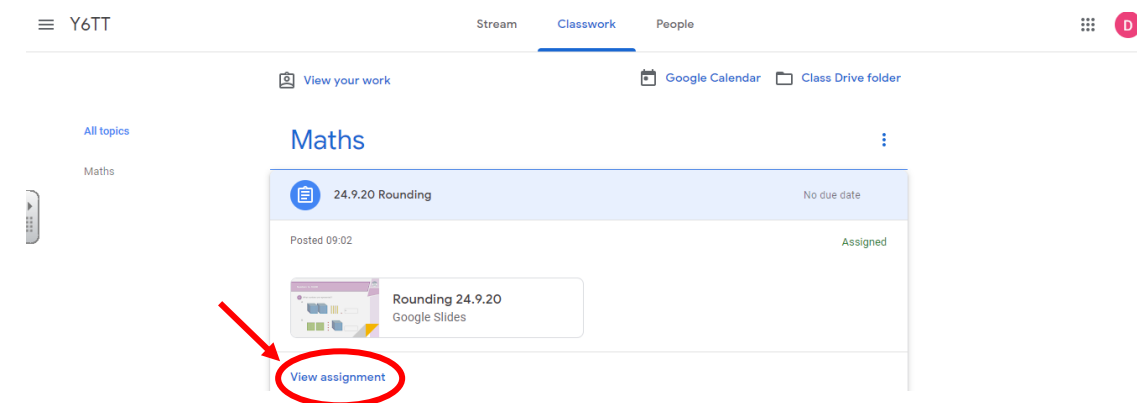 Y6TT
Stream Classwork People
D
View your work
Google Calendar Class Drive folder
All topics
Maths
Maths
24.9.20 Rounding
No due date
Posted 09:02
Assigned
Rounding 24.9.20
Google Slides
View assignment